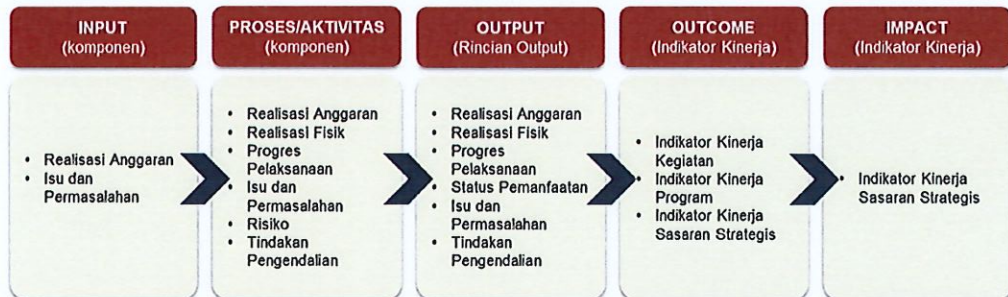 INPUT
(komponen)
PROSES/AKTIVITAS
(komponen)
OUTPUT
(Rincian Output)
OUTCOME
(Indikator Kinerja)
IMPACT
(Indikator Kinerja)
• Realisasi Anggaran
• Isu dan
Permasalahan
• Realisasi Anggaran
• Realisasi Fisik
• Progres
Pelaksanaan
• Isu dan
Permasalahan
• Risiko
• Tindakan
Pengendalian
• Realisasi Anggaran
• Realisasi Fisik
• Progres
Pelaksanaan
• Status Pemanfaatan
• Isu dan
Permasalahan
• Tindakan
Pengendalian
• Indikator Kinerja
Kegiatan
• Indikator Kinerja
Program
• Indikator Kinerja
Sasaran Strategis
• Indikator Kinerja
Sasaran Strategis